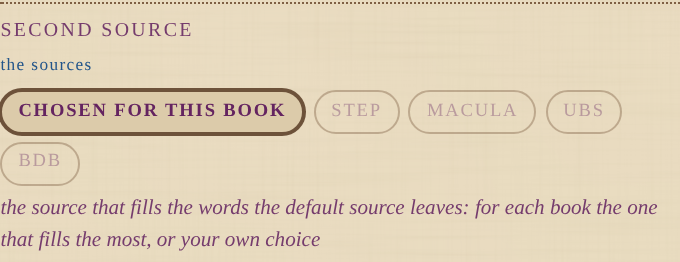 SECOND SOURCE
the sources
CHOSEN FOR THIS BOOK STEP MACULA UBS
BDB
the source that fills the words the default source leaves: for each book the one
that fills the most, or your own choice